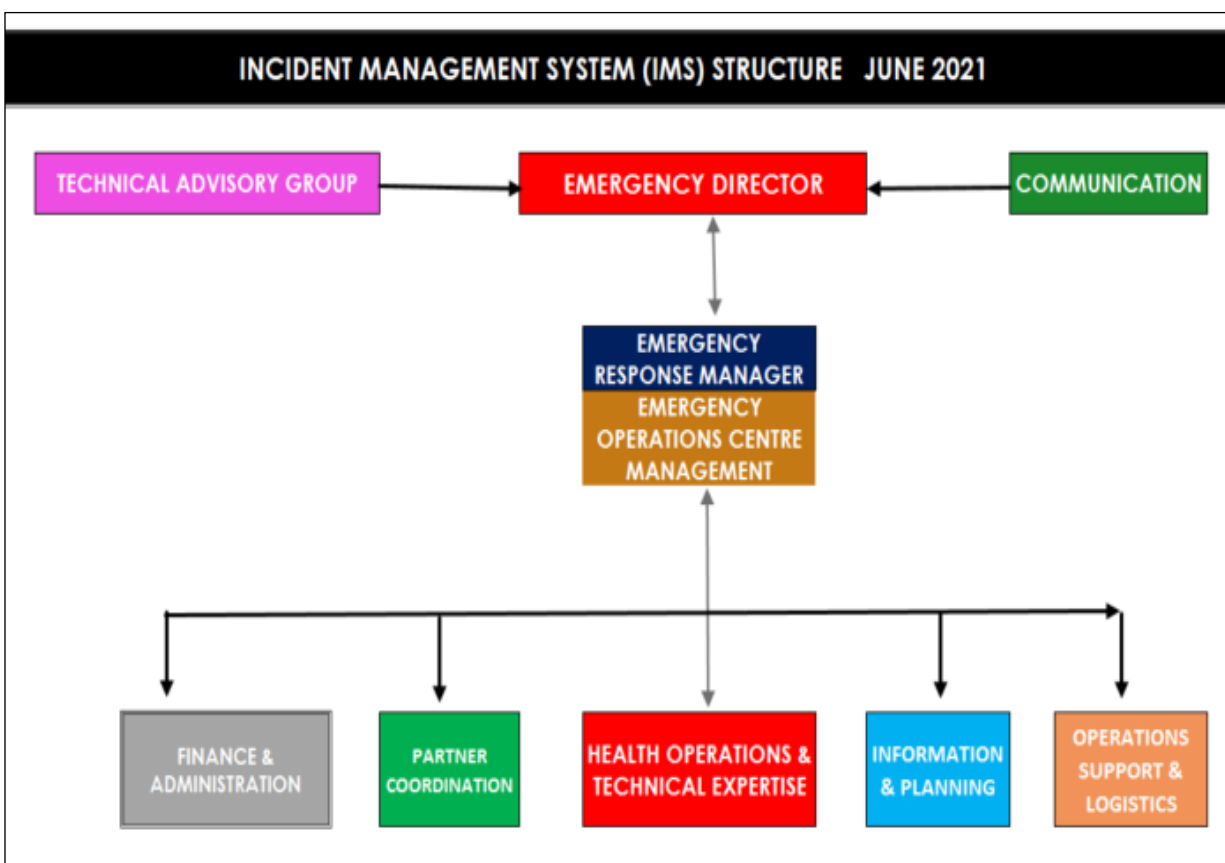 INCIDENT MANAGEMENT SYSTEM (IMS) STRUCTURE JUNE 2021
TECHNICAL ADVISORY GROUP
EMERGENCY DIRECTOR
COMMUNICATION
EMERGENCY
RESPONSE MANAGER
EMERGENCY
OPERATIONS CENTRE
MANAGEMENT
FINANCE &
ADMINISTRATION
PARTNER
COORDINATION
HEALTH OPERATIONS &
TECHNICAL EXPERTISE
INFORMATION
& PLANNING
OPERATIONS
SUPPORT &
LOGISTICS